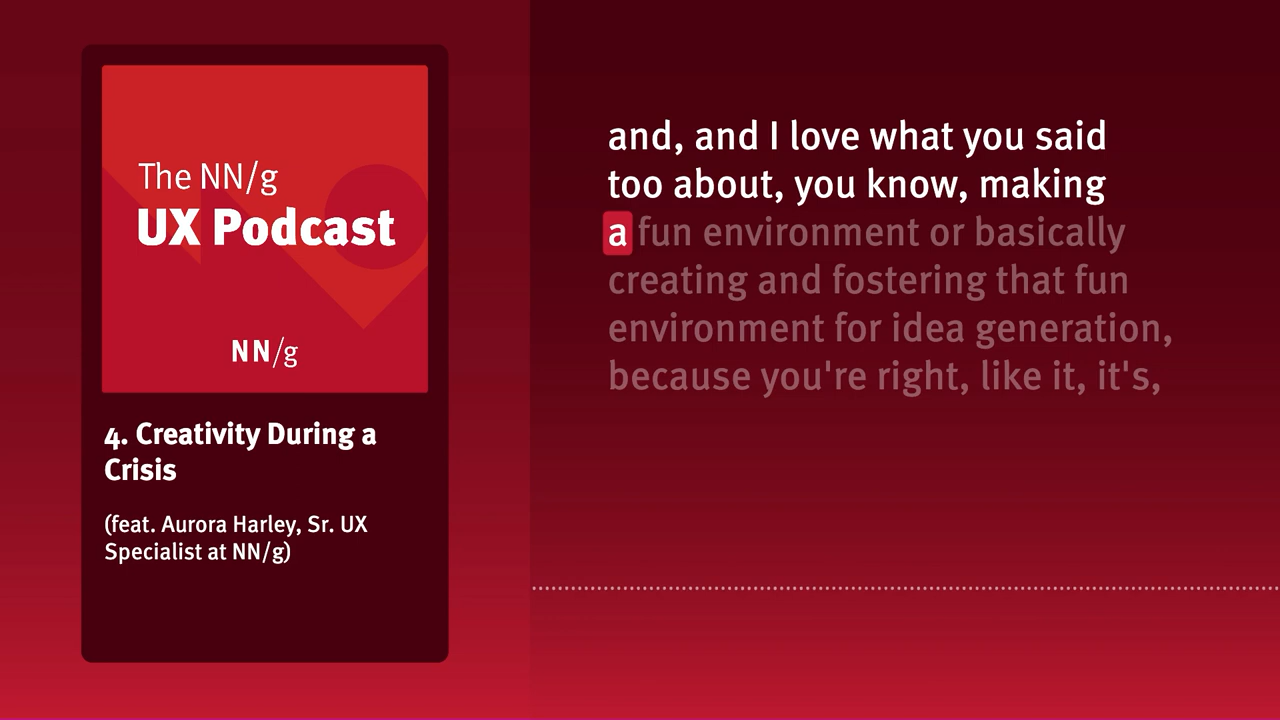 The NN/g
UX Podcast
NN/g
4. Creativity During a
Crisis
(feat. Aurora Harley, Sr. UX
Specialist at NN/g)
and, and I love what you said
too about, you know, making
a fun environment or basically
creating and fostering that fun
environment for idea generation,
because you're right, like it, it's,